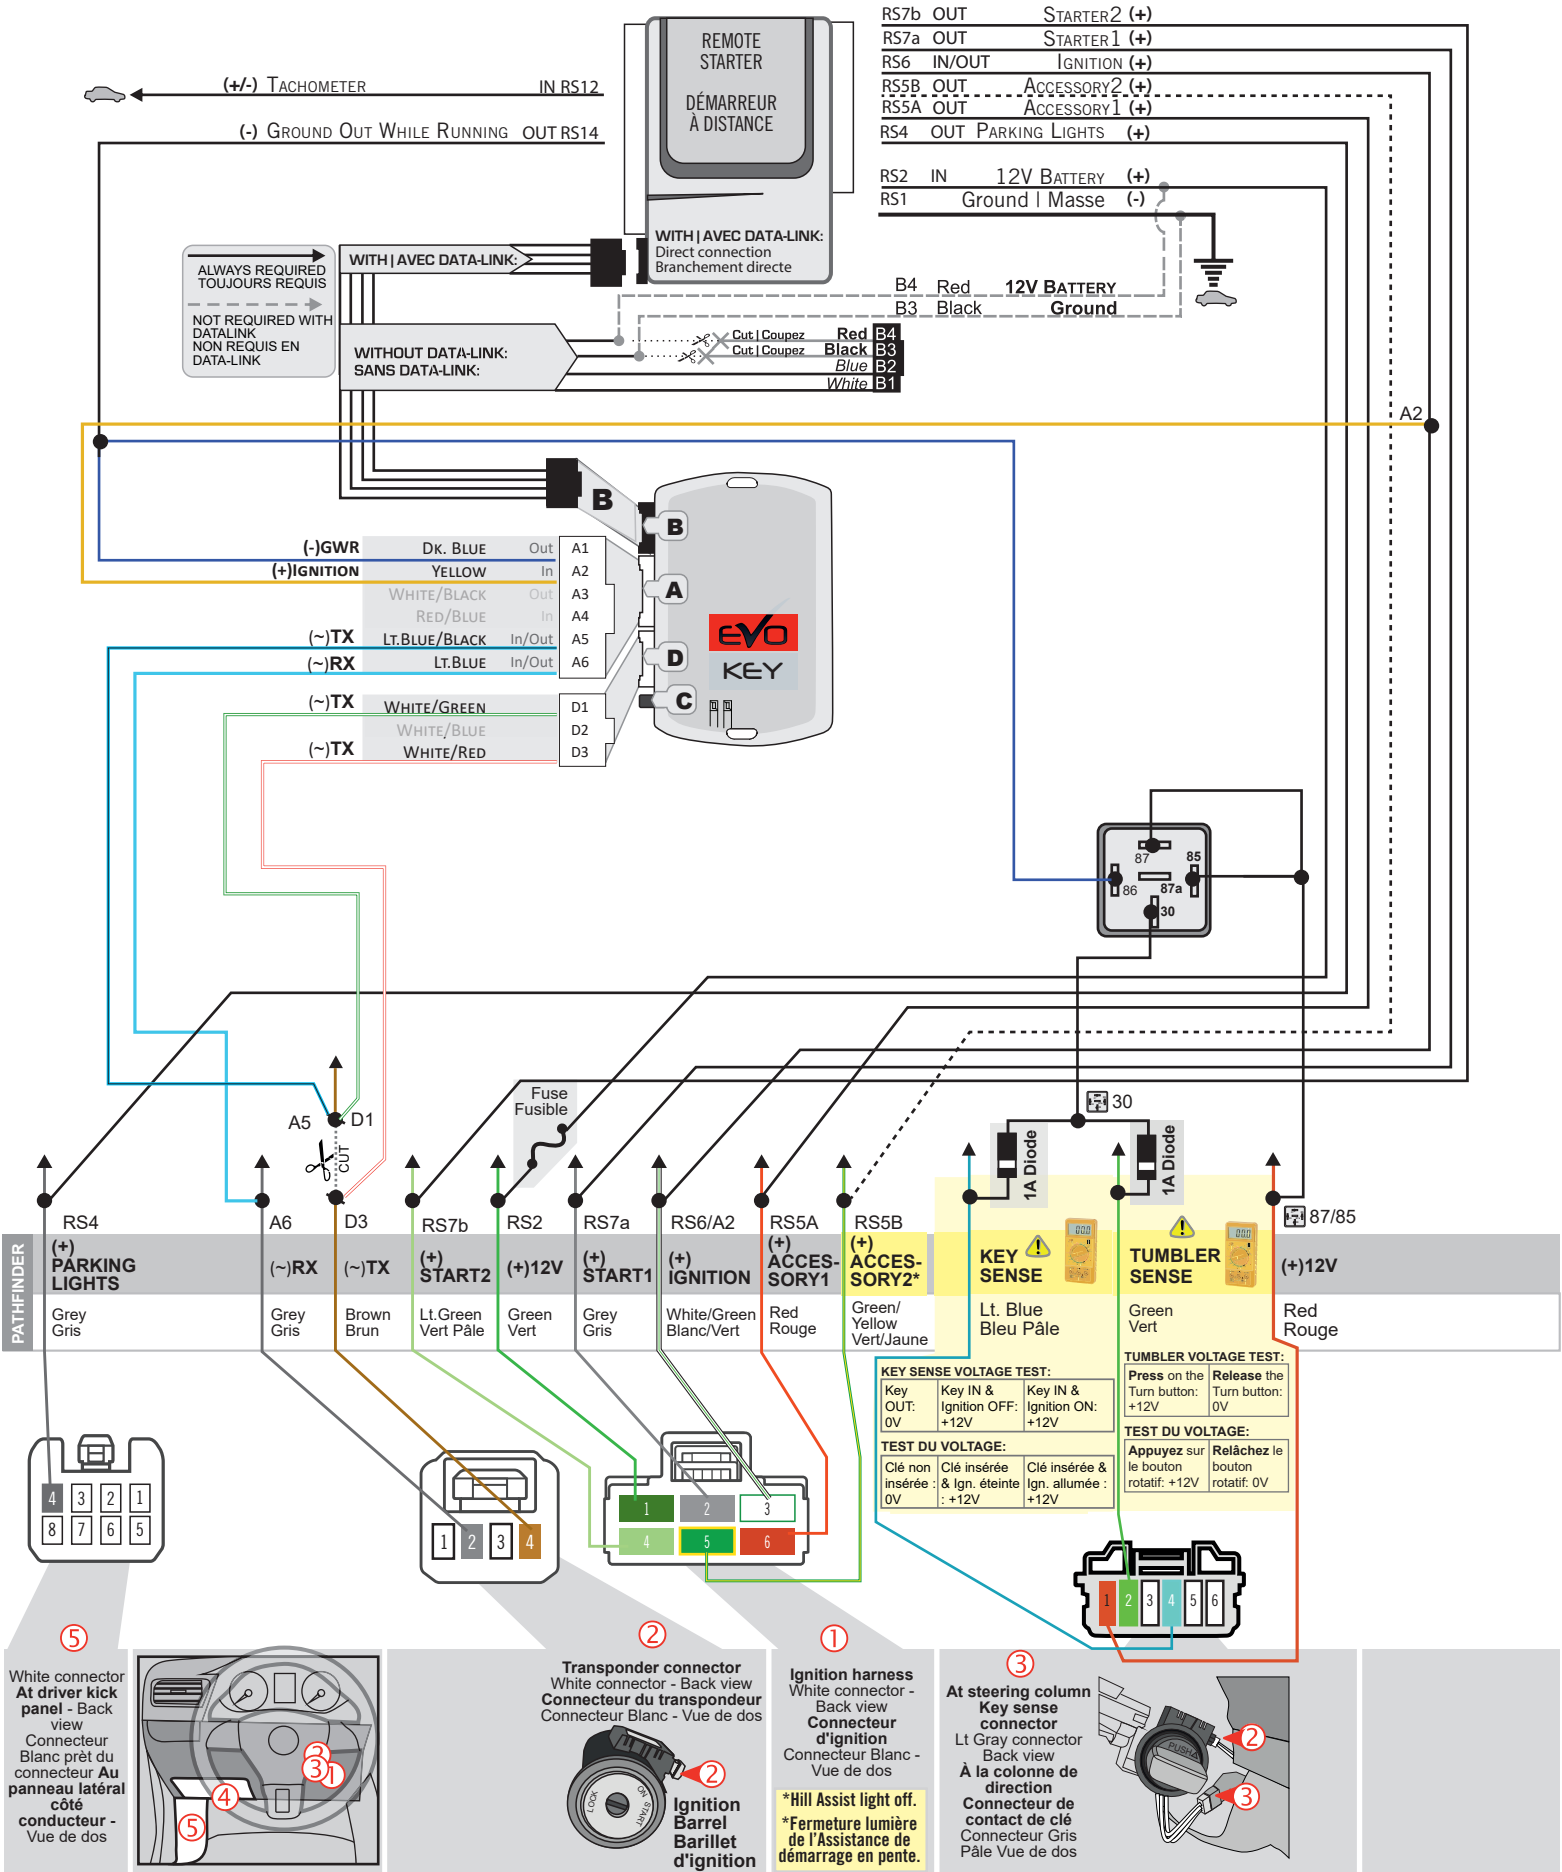 REMOTE
STARTER
DÉMARREUR
À DISTANCE
WITH | AVEC DATA-LINK:
Direct connection
Branchement directe
RS7b OUT STARTER2 (+)
RS7a OUT STARTER1 (+)
RS6 IN/OUT IGNITION (+)
RS5B OUT ACCESSORY2 (+)
RS5A OUT ACCESSORY1 (+)
RS4 OUT PARKING LIGHTS (+)
RS2 IN 12V BATTERY (+)
RS1 Ground | Masse (-)
(+/-) TACHOMETER IN RS12
(-) GROUND OUT WHILE RUNNING OUT RS14
ALWAYS REQUIRED
TOUJOURS REQUIS
NOT REQUIRED WITH
DATALINK
NON REQUIS EN
DATA-LINK
WITH | AVEC DATA-LINK:
WITHOUT DATA-LINK:
SANS DATA-LINK:
B4 Red 12V BATTERY
B3 Black Ground
Cut | Coupez Red B4
Cut | Coupez Black B3
Blue B2
White B1
A2
B
B
A
D
C
EVO
KEY
(-)GWR DK. BLUE Out A1
(+)IGNITION YELLOW In A2
WHITE/BLACK Out A3
RED/BLUE In A4
(~)TX LT.BLUE/BLACK In/Out A5
(~)RX LT.BLUE In/Out A6
(~)TX WHITE/GREEN D1
WHITE/BLUE D2
(~)TX WHITE/RED D3
87
85
86
87a
30
A5 D1
CUT
Fuse
Fusible
30
1A Diode
1A Diode
87/85
RS4
A6
D3
RS7b
RS2
RS7a
RS6/A2
RS5A
RS5B
PATHFINDER
(+)
PARKING
LIGHTS
(~)RX
(~)TX
(+)
START2
(+)12V
(+)
START1
(+)
IGNITION
(+)
ACCES-
SORY1
(+)
ACCES-
SORY2*
KEY
SENSE
TUMBLER
SENSE
(+)12V
Grey
Gris
Grey
Gris
Brown
Brun
Lt.Green
Vert Pâle
Green
Vert
Grey
Gris
White/Green
Blanc/Vert
Red
Rouge
Green/
Yellow
Vert/Jaune
Lt. Blue
Bleu Pâle
Green
Vert
Red
Rouge
KEY SENSE VOLTAGE TEST:
Key
OUT:
0V
Key IN &
Ignition OFF:
+12V
Key IN &
Ignition ON:
+12V
TEST DU VOLTAGE:
Clé non
insérée :
0V
Clé insérée
& Ign. éteinte
: +12V
Clé insérée &
Ign. allumée :
+12V
TUMBLER VOLTAGE TEST:
Press on the
Turn button:
+12V
Release the
Turn button:
0V
TEST DU VOLTAGE:
Appuyez sur
le bouton
rotatif: +12V
Relâchez le
bouton
rotatif: 0V
4 3 2 1
8 7 6 5
1 2 3 4
1 2 3
4 5 6
1 2 3 4 5 6
5
White connector
At driver kick
panel - Back
view
Connecteur
Blanc prèt du
connecteur Au
panneau latéral
côté
conducteur -
Vue de dos
2
3
1
4
5
2
Transponder connector
White connector - Back view
Connecteur du transpondeur
Connecteur Blanc - Vue de dos
LOCK
ON
START
2
Ignition
Barrel
Barillet
d'ignition
1
Ignition harness
White connector -
Back view
Connecteur
d'ignition
Connecteur Blanc -
Vue de dos
*Hill Assist light off.
*Fermeture lumière
de l'Assistance de
démarrage en pente.
3
At steering column
Key sense
connector
Lt Gray connector
Back view
À la colonne de
direction
Connecteur de
contact de clé
Connecteur Gris
Pâle Vue de dos
PUSH
2
3